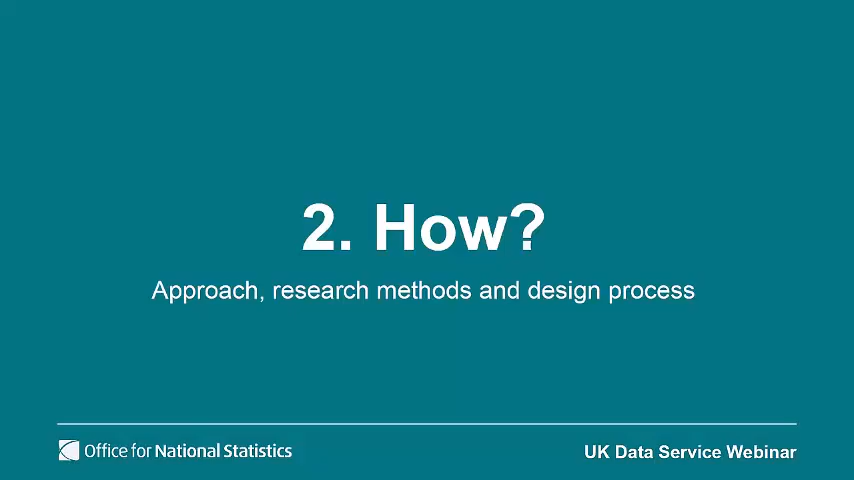 2. How?
Approach, research methods and design process
Office for National Statistics
UK Data Service Webinar